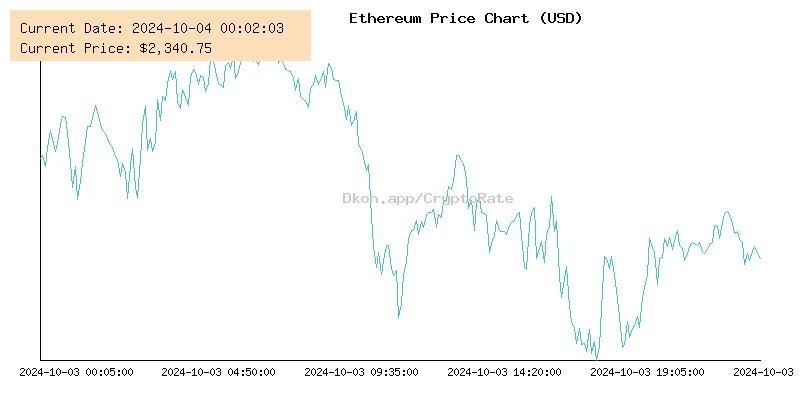 Ethereum Price Chart (USD)
Current Date: 2024-10-04 00:02:03
Current Price: $2,340.75
Dkon.app/CryptoRate
2024-10-03 00:05:00 2024-10-03 04:50:00 2024-10-03 09:35:00 2024-10-03 14:20:00 2024-10-03 19:05:00 2024-10-03